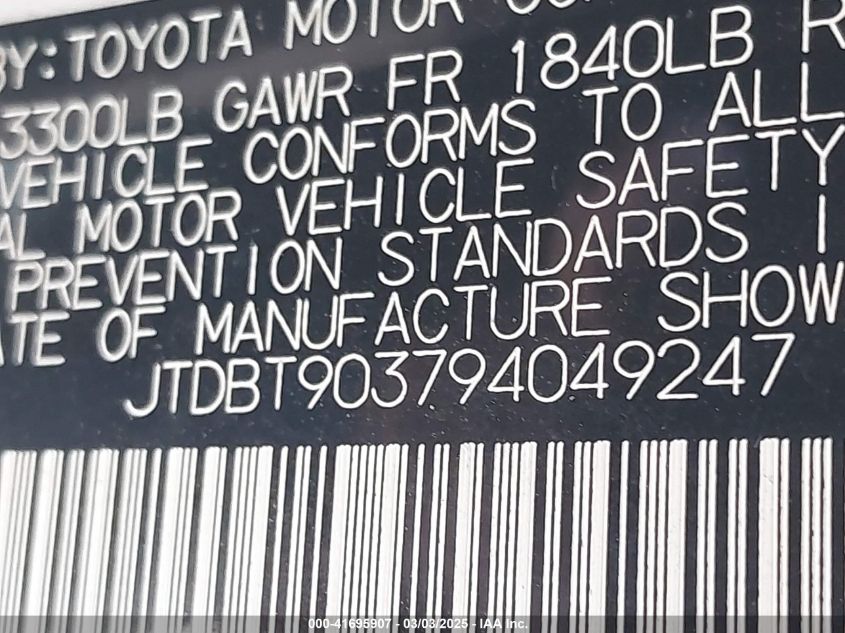 BY: TOYOTA MOTOR
3300LB GAWR FR 1840LB R
VEHICLE CONFORMS TO ALL
AL MOTOR VEHICLE SAFETY
PREVENTION STANDARDS I
TE OF MANUFACTURE SHOW
JTDBT903794049247
000-41695907 - 03/03/2025 - IAA Inc.